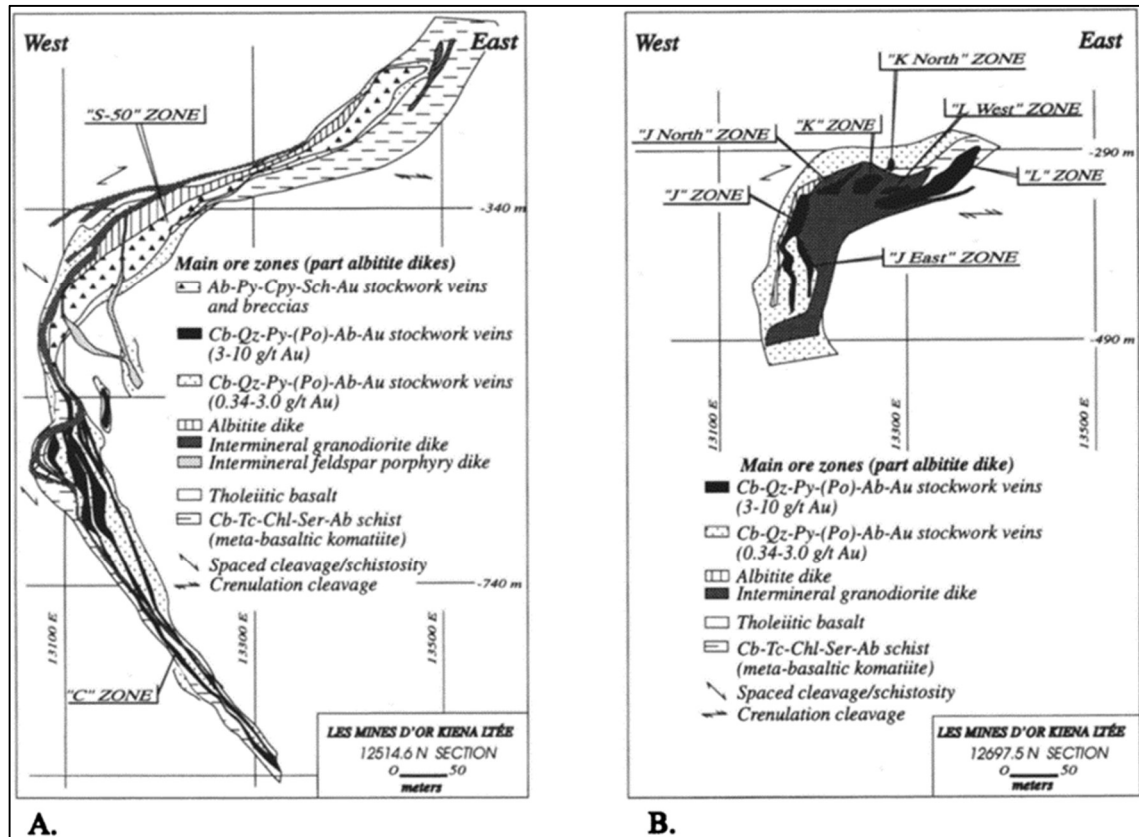 West
East
"S-50" ZONE
-340 m
Main ore zones (part albitite dikes)
Ab-Py-Cpy-Sch-Au stockwork veins
and breccias
Cb-Qz-Py-(Po)-Ab-Au stockwork veins
(3-10 g/t Au)
Cb-Qz-Py-(Po)-Ab-Au stockwork veins
(0.34-3.0 g/t Au)
Albitite dike
Intermineral granodiorite dike
Intermineral feldspar porphyry dike
Tholeiitic basalt
Cb-Tc-Chl-Ser-Ab schist
(meta-basaltic komatiite)
Spaced cleavage/schistosity
Crenulation cleavage
-740 m
13100 E
13300 E
13500 E
"C" ZONE
LES MINES D'OR KIENA LTÉE
12514.6 N SECTION
0 50
meters
A.
West
East
"K North" ZONE
"L West" ZONE
"K" ZONE
"J North" ZONE
-290 m
"L" ZONE
"J" ZONE
"J East" ZONE
-490 m
13100 E
13300 E
13500 E
Main ore zones (part albitite dike)
Cb-Qz-Py-(Po)-Ab-Au stockwork veins
(3-10 g/t Au)
Cb-Qz-Py-(Po)-Ab-Au stockwork veins
(0.34-3.0 g/t Au)
Albitite dike
Intermineral granodiorite dike
Tholeiitic basalt
Cb-Tc-Chl-Ser-Ab schist
(meta-basaltic komatiite)
Spaced cleavage/schistosity
Crenulation cleavage
LES MINES D'OR KIENA LTÉE
12697.5 N SECTION
0 50
meters
B.